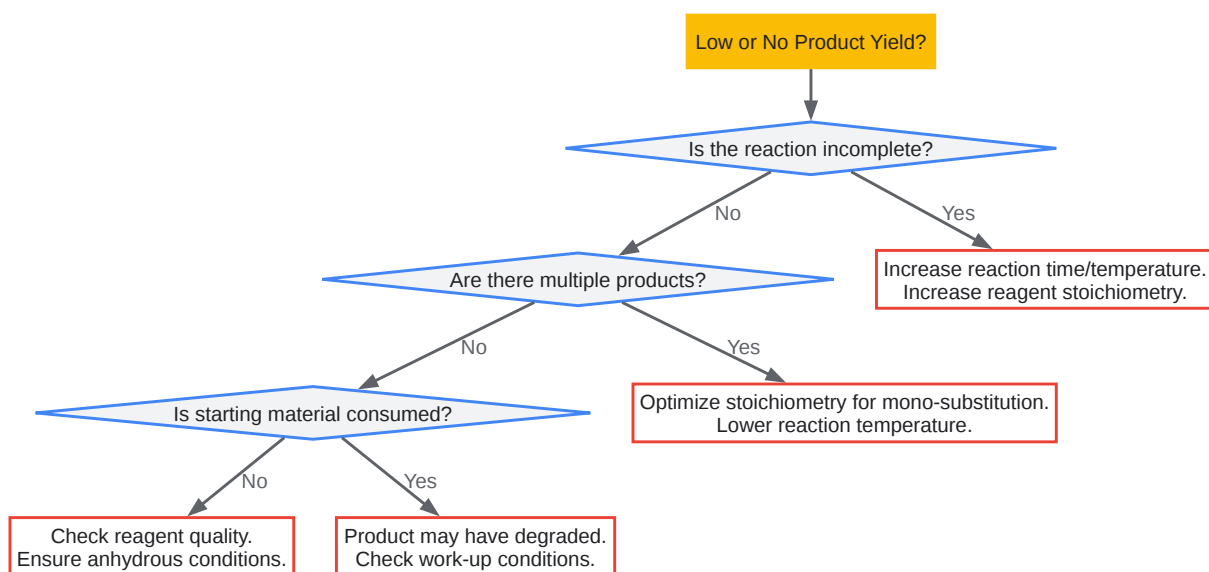 Low or No Product Yield?
Is the reaction incomplete?
No
Yes
Increase reaction time/temperature.
Increase reagent stoichiometry.
Are there multiple products?
No
Yes
Optimize stoichiometry for mono-substitution.
Lower reaction temperature.
Is starting material consumed?
No
Yes
Check reagent quality.
Ensure anhydrous conditions.
Product may have degraded.
Check work-up conditions.